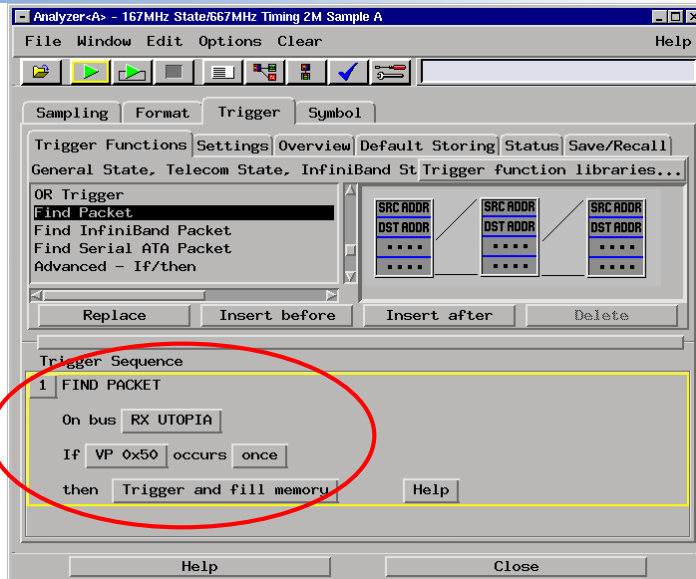 Analyzer<A> - 167MHz State/667MHz Timing 2M Sample A
File Window Edit Options Clear Help
Sampling Format Trigger Symbol
Trigger Functions Settings Overview Default Storing Status Save/Recall
General State, Telecom State, InfiniBand St Trigger function libraries...
OR Trigger
Find Packet
Find InfiniBand Packet
Find Serial ATA Packet
Advanced - If/then
SRC ADDR SRC ADDR SRC ADDR
DST ADDR DST ADDR DST ADDR
Replace Insert before Insert after Delete
Trigger Sequence
1 FIND PACKET
On bus RX UTOPIA
If VP 0x50 occurs once
then Trigger and fill memory Help
Help Close